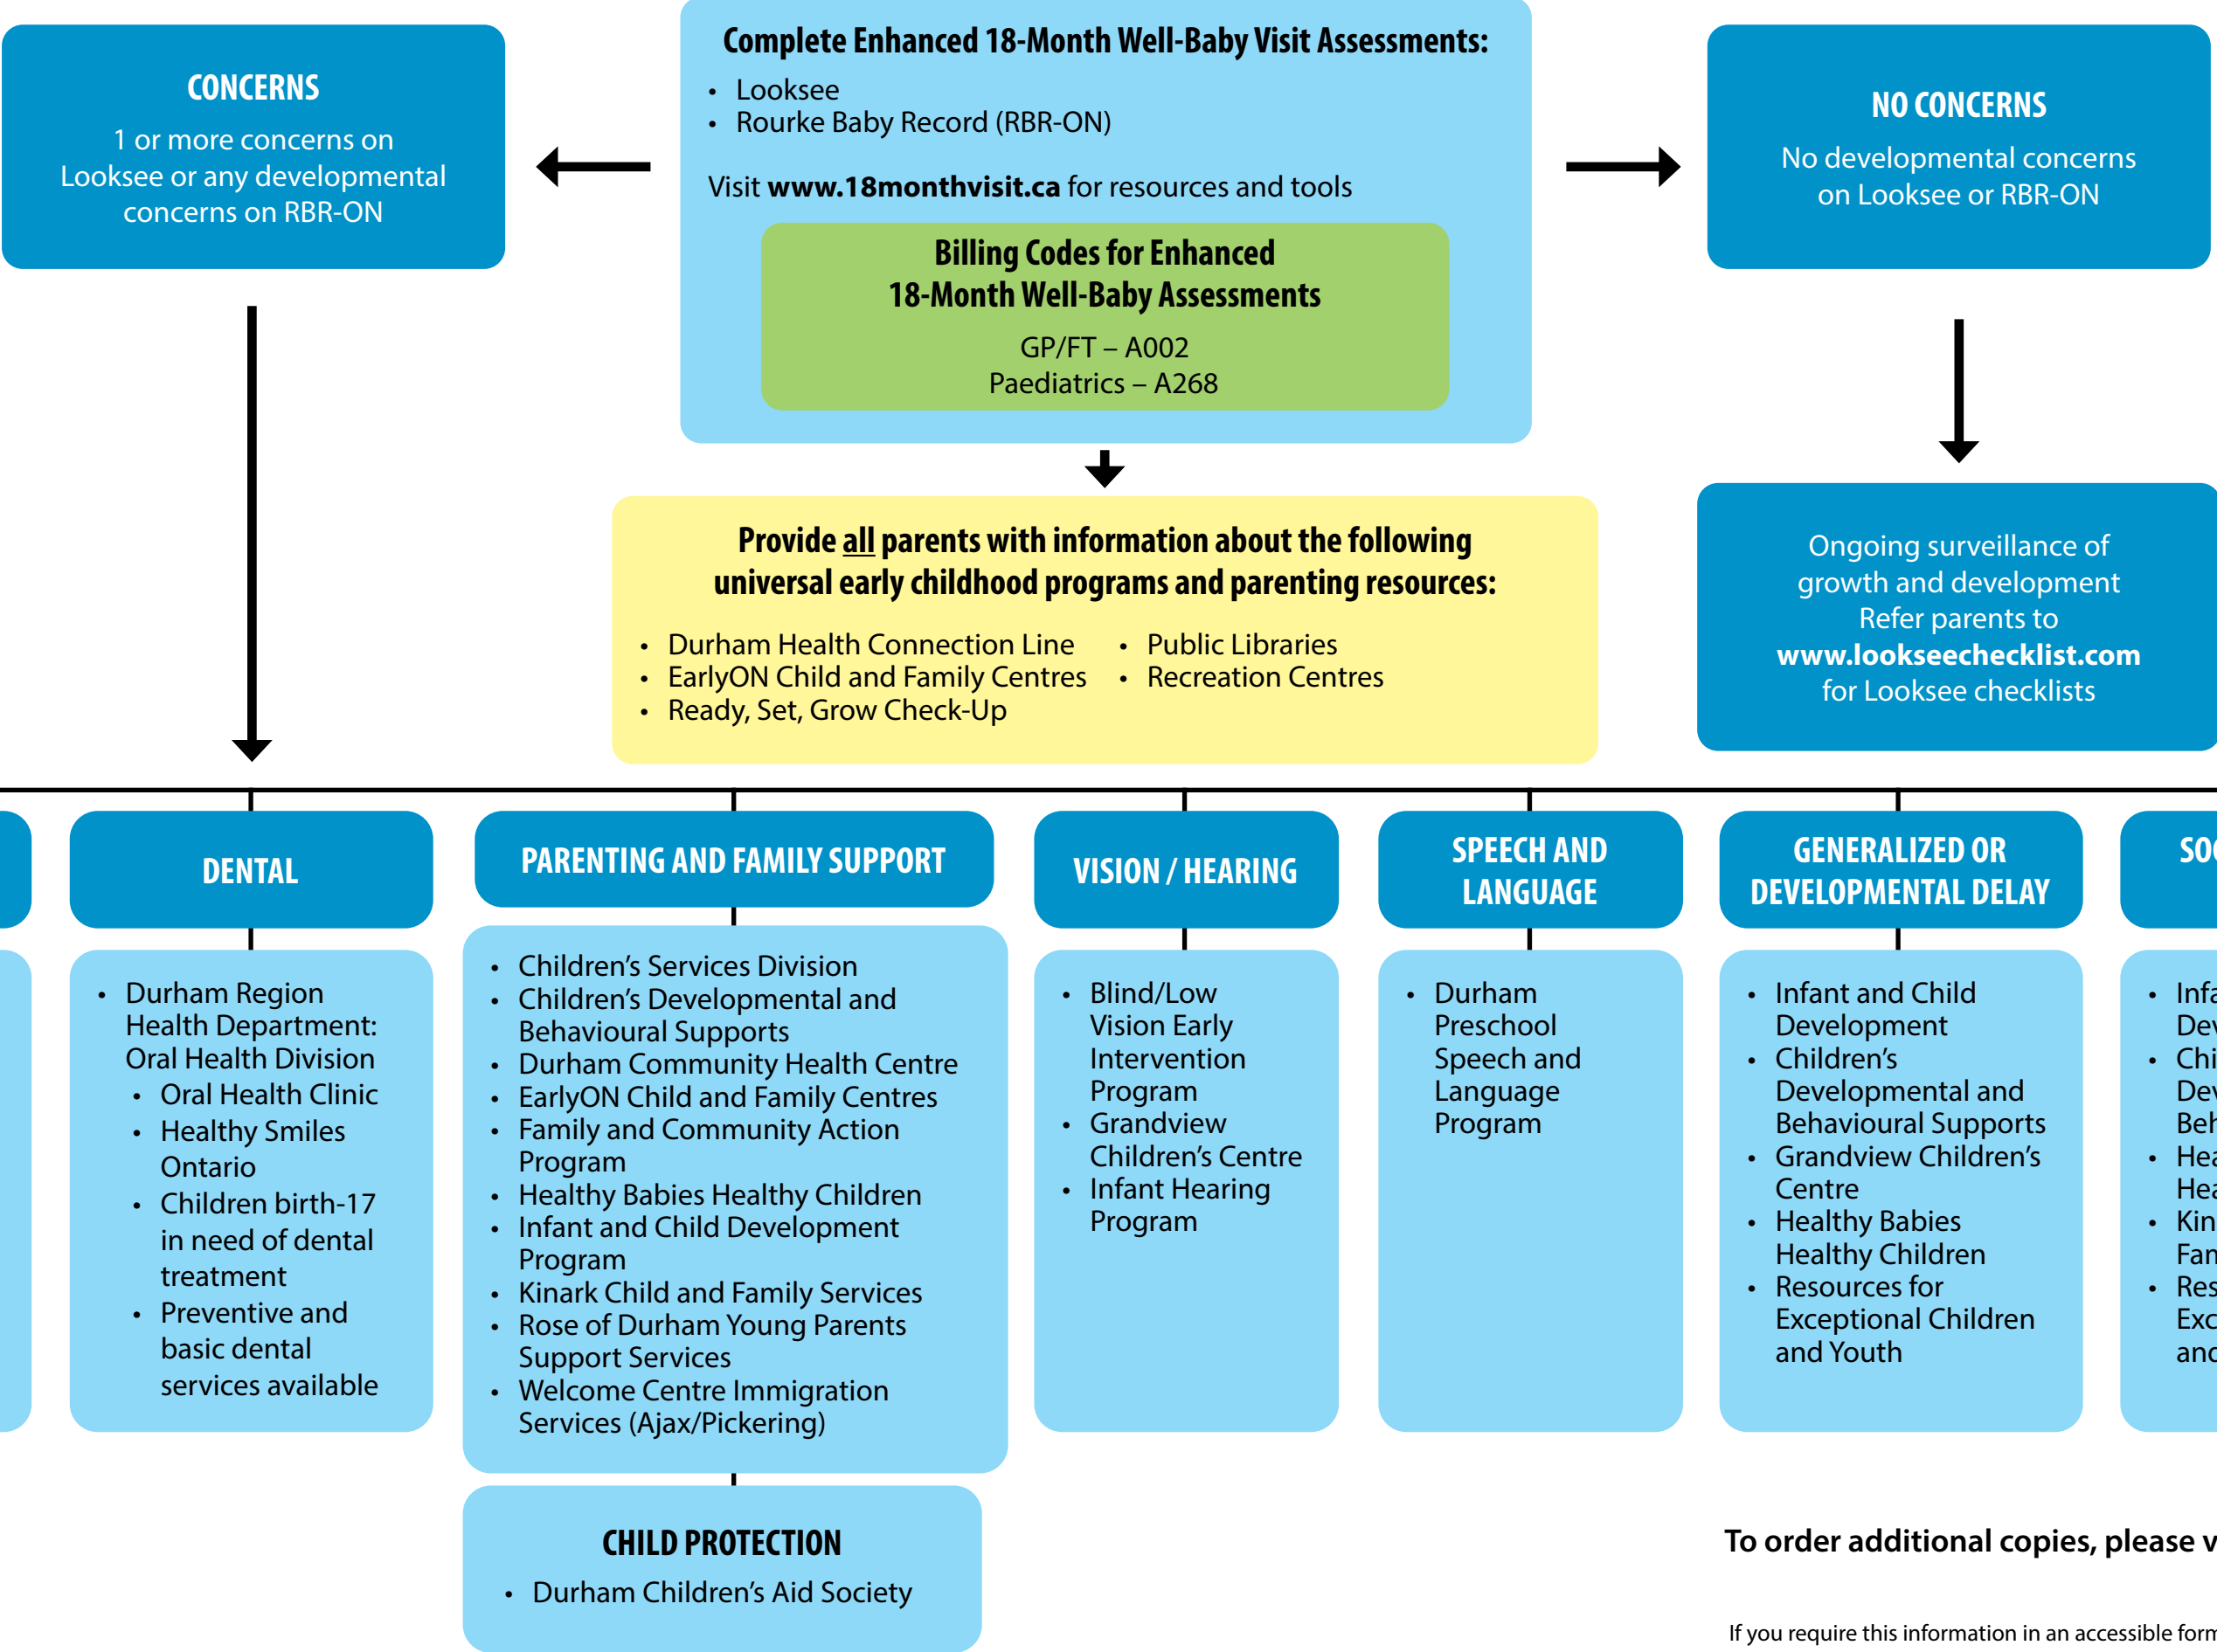 CONCERNS
1 or more concerns on
Looksee or any developmental
concerns on RBR-ON
Complete Enhanced 18-Month Well-Baby Visit Assessments:
• Looksee
• Rourke Baby Record (RBR-ON)
Visit www.18monthvisit.ca for resources and tools
Billing Codes for Enhanced
18-Month Well-Baby Assessments
GP/FT – A002
Paediatrics – A268
NO CONCERNS
No developmental concerns
on Looksee or RBR-ON
Provide all parents with information about the following
universal early childhood programs and parenting resources:
• Durham Health Connection Line
• EarlyON Child and Family Centres
• Ready, Set, Grow Check-Up
• Public Libraries
• Recreation Centres
Ongoing surveillance of
growth and development
Refer parents to
www.lookseechecklist.com
for Looksee checklists
DENTAL
• Durham Region
Health Department:
Oral Health Division
• Oral Health Clinic
• Healthy Smiles
Ontario
• Children birth-17
in need of dental
treatment
• Preventive and
basic dental
services available
PARENTING AND FAMILY SUPPORT
• Children's Services Division
• Children's Developmental and
Behavioural Supports
• Durham Community Health Centre
• EarlyON Child and Family Centres
• Family and Community Action
Program
• Healthy Babies Healthy Children
• Infant and Child Development
Program
• Kinark Child and Family Services
• Rose of Durham Young Parents
Support Services
• Welcome Centre Immigration
Services (Ajax/Pickering)
CHILD PROTECTION
• Durham Children's Aid Society
VISION / HEARING
• Blind/Low
Vision Early
Intervention
Program
• Grandview
Children's Centre
• Infant Hearing
Program
SPEECH AND
LANGUAGE
• Durham
Preschool
Speech and
Language
Program
GENERALIZED OR
DEVELOPMENTAL DELAY
• Infant and Child
Development
• Children's
Developmental and
Behavioural Supports
• Grandview Children's
Centre
• Healthy Babies
Healthy Children
• Resources for
Exceptional Children
and Youth
To order additional copies, please
If you require this information in an accessible